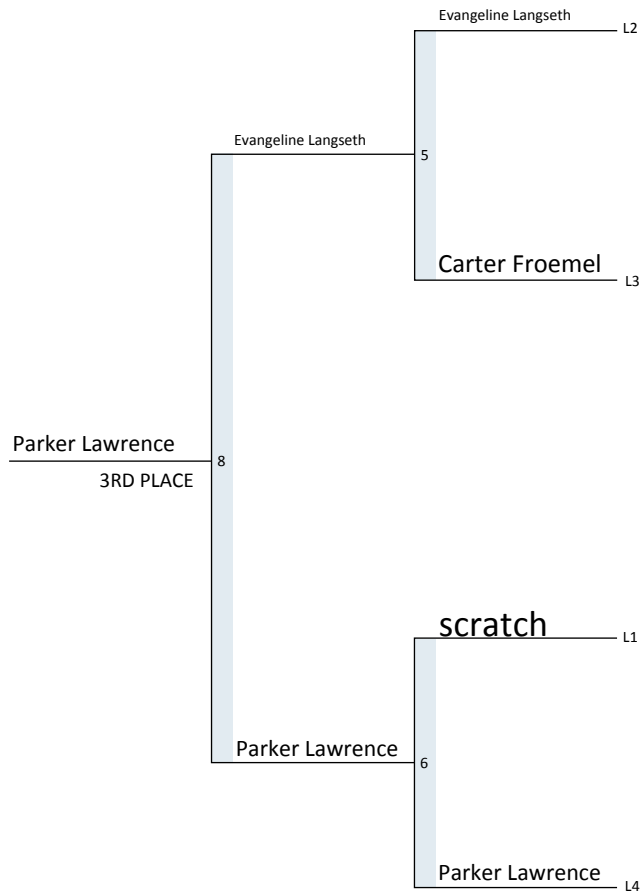 Evangeline Langseth
L2
Evangeline Langseth
5
Carter Froemel
L3
Parker Lawrence
8
3RD PLACE
scratch
L1
Parker Lawrence
6
Parker Lawrence
L4